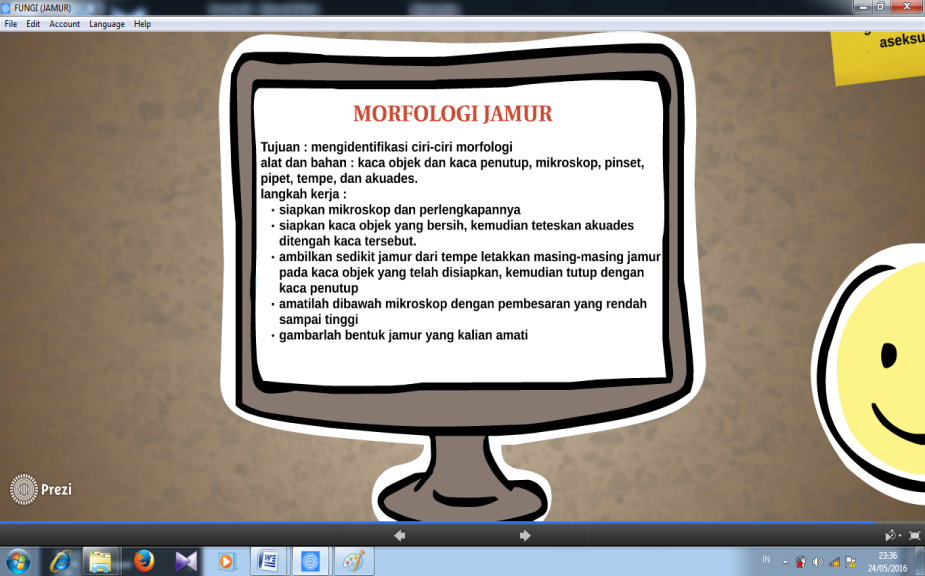 FUNGI (JAMUR)
File Edit Account Language Help
aseksu
MORFOLOGI JAMUR
Tujuan : mengidentifikasi ciri-ciri morfologi
alat dan bahan : kaca objek dan kaca penutup, mikroskop, pinset,
pipet, tempe, dan akuades.
langkah kerja :
• siapkan mikroskop dan perlengkapannya
• siapkan kaca objek yang bersih, kemudian teteskan akuades
ditengah kaca tersebut.
• ambilkan sedikit jamur dari tempe letakkan masing-masing jamur
pada kaca objek yang telah disiapkan, kemudian tutup dengan
kaca penutup
• amatilah dibawah mikroskop dengan pembesaran yang rendah
sampai tinggi
• gambarlah bentuk jamur yang kalian amati
Prezi
IN
23:36
24/05/2016